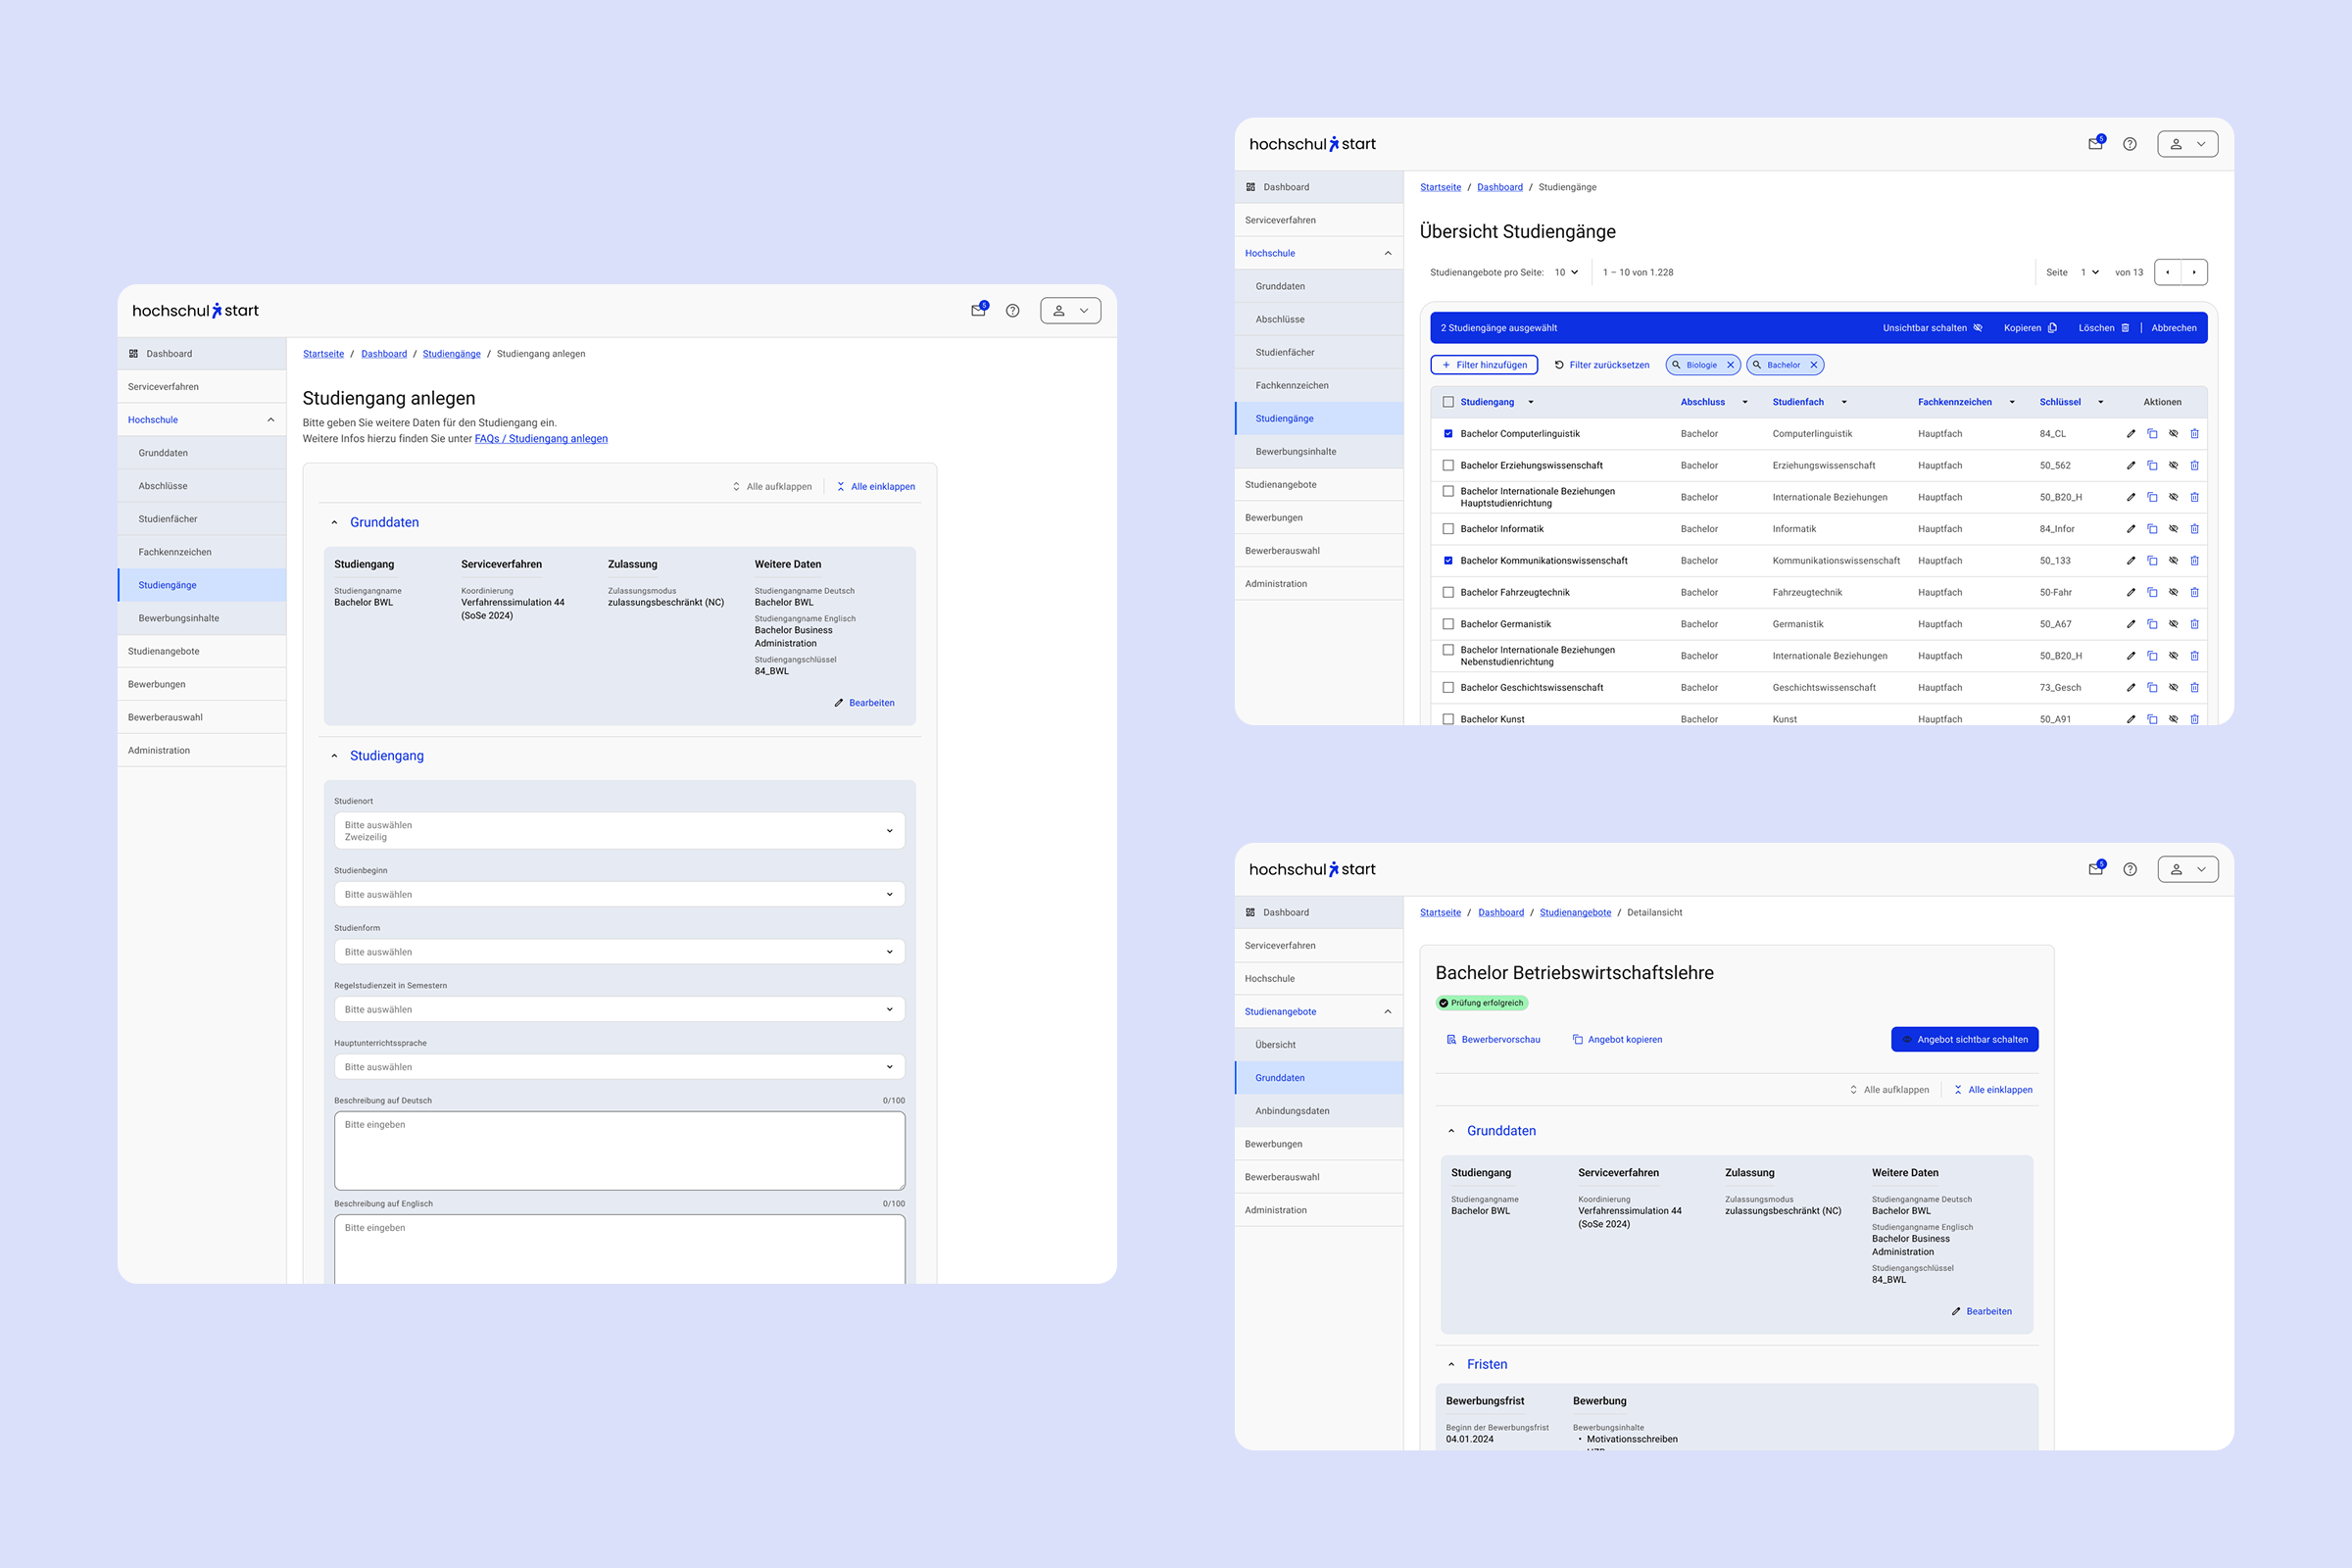 hochschul start
5
Dashboard
Serviceverfahren
Hochschule
Grunddaten
Abschlüsse
Studienfächer
Fachkennzeichen
Studiengänge
Bewerbungsinhalte
Studienangebote
Bewerbungen
Bewerberauswahl
Administration
Startseite / Dashboard / Studiengänge / Studiengang anlegen
Studiengang anlegen
Bitte geben Sie weitere Daten für den Studiengang ein.
Weitere Infos hierzu finden Sie unter FAQs / Studiengang anlegen
Alle aufklappen Alle einklappen
Grunddaten
Studiengang Serviceverfahren Zulassung Weitere Daten
Studiengangname Koordinierung Zulassungsmodus Studiengangname Deutsch
Bachelor BWL Verfahrenssimulation 44 zulassungsbeschränkt (NC) Bachelor BWL
(SoSe 2024)
Studiengangname Englisch
Bachelor Business
Administration
Studiengangschlüssel
84_BWL
Bearbeiten
Studiengang
Studienort
Bitte auswählen
Zweizeilig
Studienbeginn
Bitte auswählen
Studienform
Bitte auswählen
Regelstudienzeit in Semestern
Bitte auswählen
Hauptunterrichtssprache
Bitte auswählen
Beschreibung auf Deutsch 0/100
Bitte eingeben
Beschreibung auf Englisch 0/100
Bitte eingeben
hochschul start
5
Dashboard
Serviceverfahren
Hochschule
Grunddaten
Abschlüsse
Studienfächer
Fachkennzeichen
Studiengänge
Bewerbungsinhalte
Studienangebote
Bewerbungen
Bewerberauswahl
Administration
Startseite / Dashboard / Studiengänge
Übersicht Studiengänge
Studienangebote pro Seite: 10 1 – 10 von 1.228 Seite 1 von 13
2 Studiengänge ausgewählt Unsichtbar schalten Kopieren Löschen | Abbrechen
+ Filter hinzufügen Filter zurücksetzen Biologie Bachelor
Studiengang Abschluss Studienfach Fachkennzeichen Schlüssel Aktionen
Bachelor Computerlinguistik Bachelor Computerlinguistik Hauptfach 84_CL
Bachelor Erziehungswissenschaft Bachelor Erziehungswissenschaft Hauptfach 50_562
Bachelor Internationale Beziehungen
Hauptstudienrichtung Bachelor Internationale Beziehungen Hauptfach 50_B20_H
Bachelor Informatik Bachelor Informatik Hauptfach 84_Infor
Bachelor Kommunikationswissenschaft Bachelor Kommunikationswissenschaft Hauptfach 50_133
Bachelor Fahrzeugtechnik Bachelor Fahrzeugtechnik Hauptfach 50-Fahr
Bachelor Germanistik Bachelor Germanistik Hauptfach 50_A67
Bachelor Internationale Beziehungen
Nebenstudienrichtung Bachelor Internationale Beziehungen Hauptfach 50_B20_H
Bachelor Geschichtswissenschaft Bachelor Geschichtswissenschaft Hauptfach 73_Gesch
Bachelor Kunst Bachelor Kunst Hauptfach 50_A91
hochschul start
5
Dashboard
Serviceverfahren
Hochschule
Studienangebote
Übersicht
Grunddaten
Anbindungsdaten
Bewerbungen
Bewerberauswahl
Administration
Startseite / Dashboard / Studienangebote / Detailansicht
Bachelor Betriebswirtschaftslehre
Prüfung erfolgreich
Bewerbervorschau Angebot kopieren Angebot sichtbar schalten
Alle aufklappen Alle einklappen
Grunddaten
Studiengang Serviceverfahren Zulassung Weitere Daten
Studiengangname Koordinierung Zulassungsmodus Studiengangname Deutsch
Bachelor BWL Verfahrenssimulation 44 zulassungsbeschränkt (NC) Bachelor BWL
(SoSe 2024)
Studiengangname Englisch
Bachelor Business
Administration
Studiengangschlüssel
84_BWL
Bearbeiten
Fristen
Bewerbungsfrist Bewerbung
Beginn der Bewerbungsfrist Bewerbungsinhalte
04.01.2024 • Motivationsschreiben